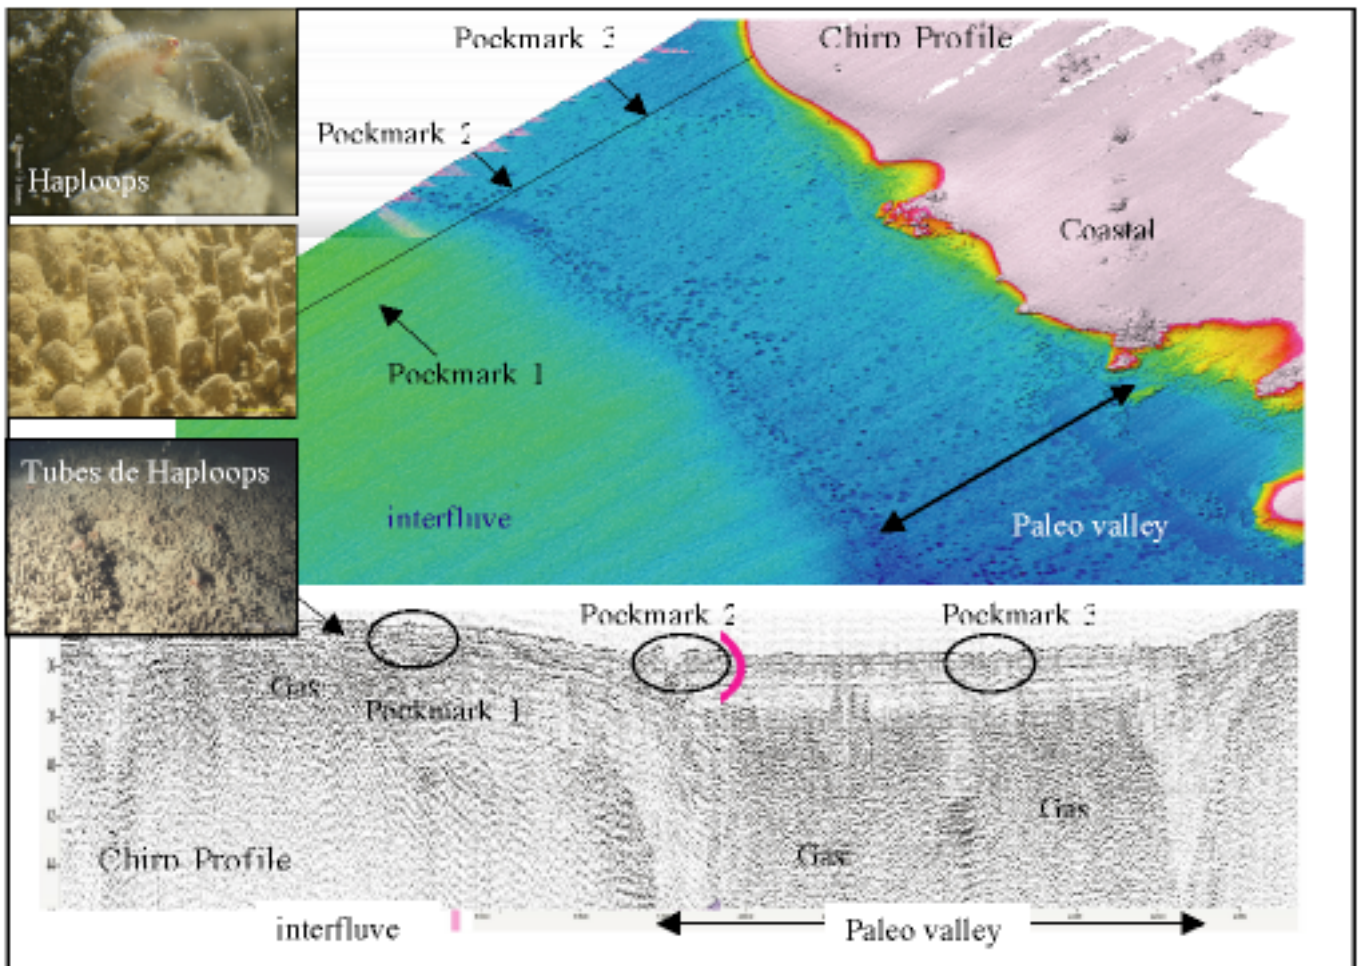 Pockmark 3
Chirp Profile
Pockmark 2
Haploops
Coastal
Pockmark 1
Tubes de Haploops
interfluve
Paleo valley
Pockmark 2
Pockmark 3
Gas
Pockmark 1
Gas
Gas
Chirp Profile
interfluve
Paleo valley